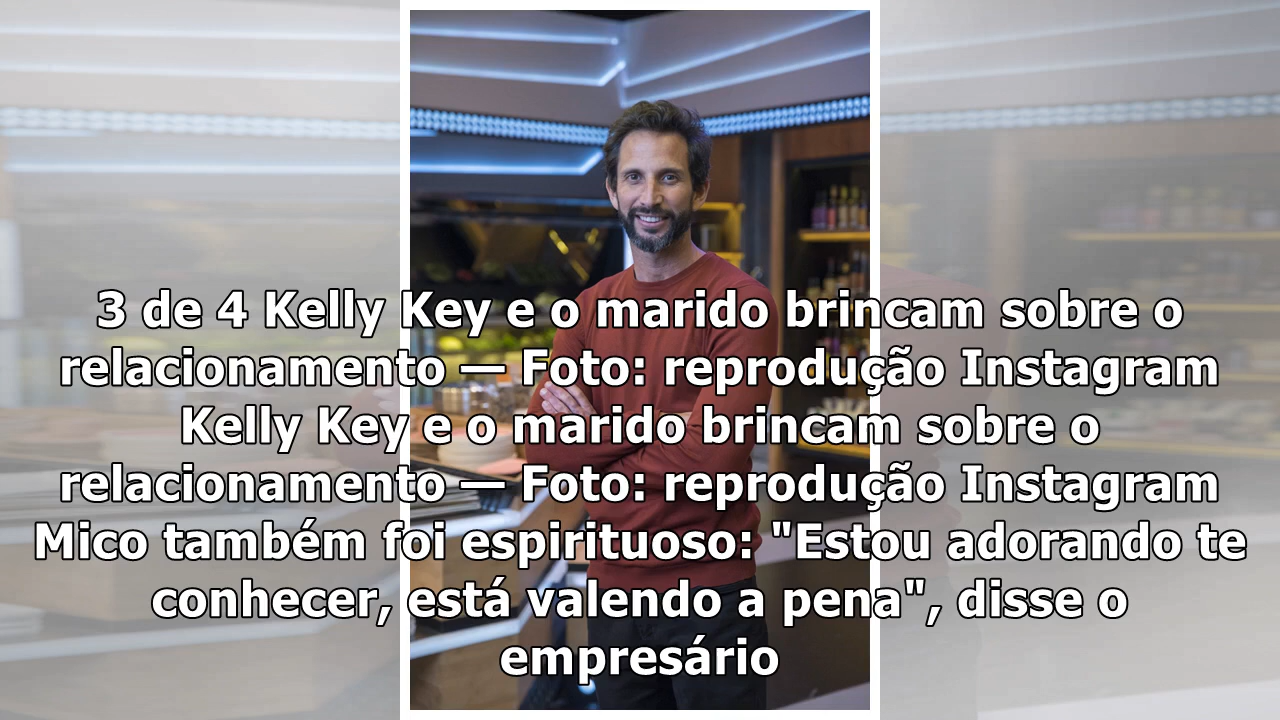 3 de 4 Kelly Key e o marido brincam sobre o
relacionamento — Foto: reprodução Instagram
Kelly Key e o marido brincam sobre o
relacionamento — Foto: reprodução Instagram
Mico também foi espirituoso: "Estou adorando te
conhecer, está valendo a pena", disse o
empresário